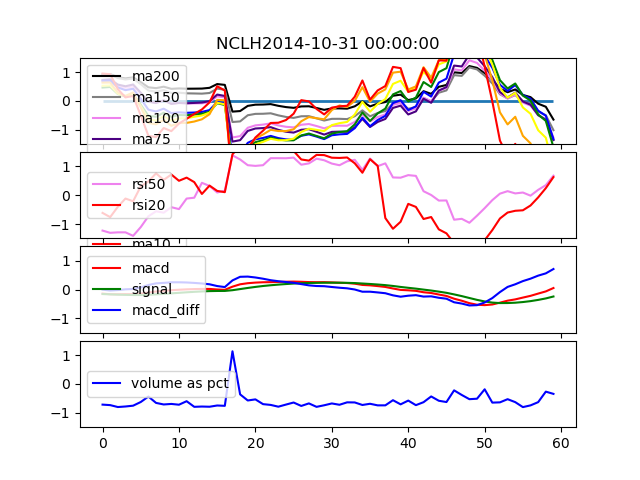 NCLH2014-10-31 00:00:00
1
0
−1
ma200
ma150
ma100
ma75
1
0
−1
rsi50
rsi20
ma10
1
0
−1
macd
signal
macd_diff
1
0
−1
volume as pct
0 10 20 30 40 50 60